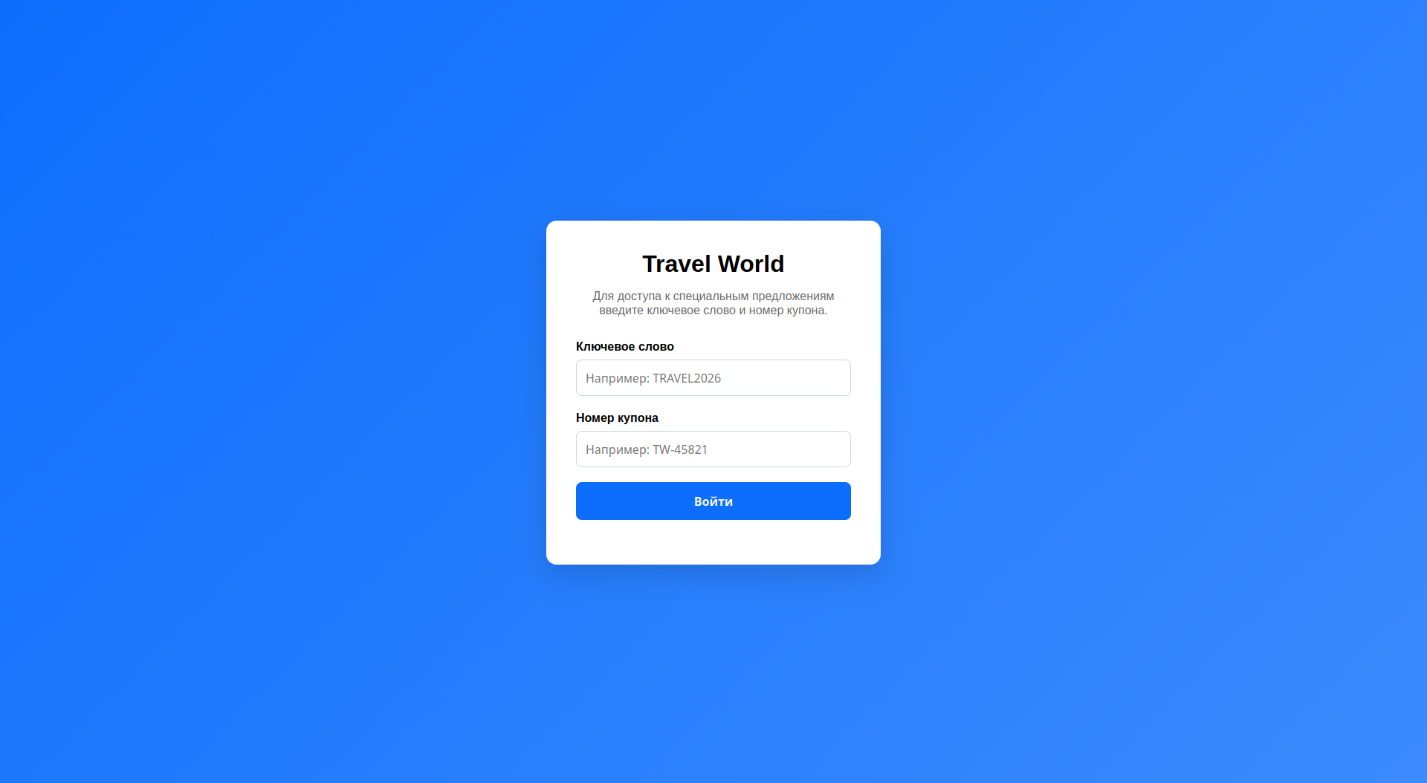 Travel World
Для доступа к специальным предложениям
введите ключевое слово и номер купона.
Ключевое слово
Например: TRAVEL2026
Номер купона
Например: TW-45821
Войти